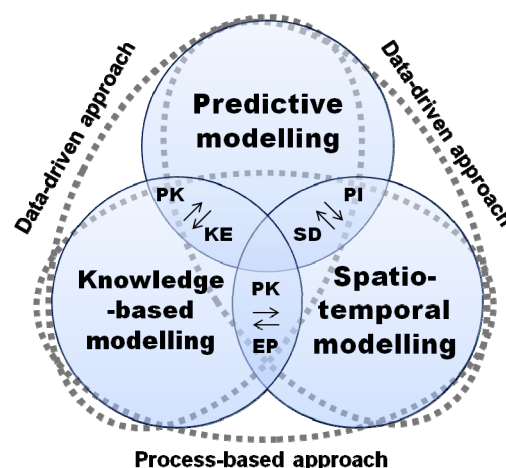 Data-driven approach
Data-driven approach
Predictive
modelling
PK
PI
KE
SD
Knowledge
-based
modelling
PK
EP
Spatio-
temporal
modelling
Process-based approach